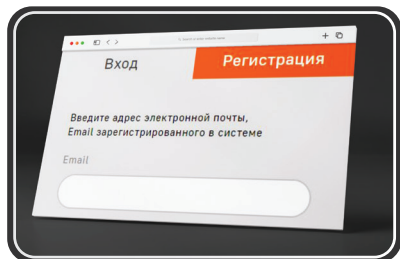 Вход
Регистрация
Введите адрес электронной почты,
Email зарегистрированного в системе
Email